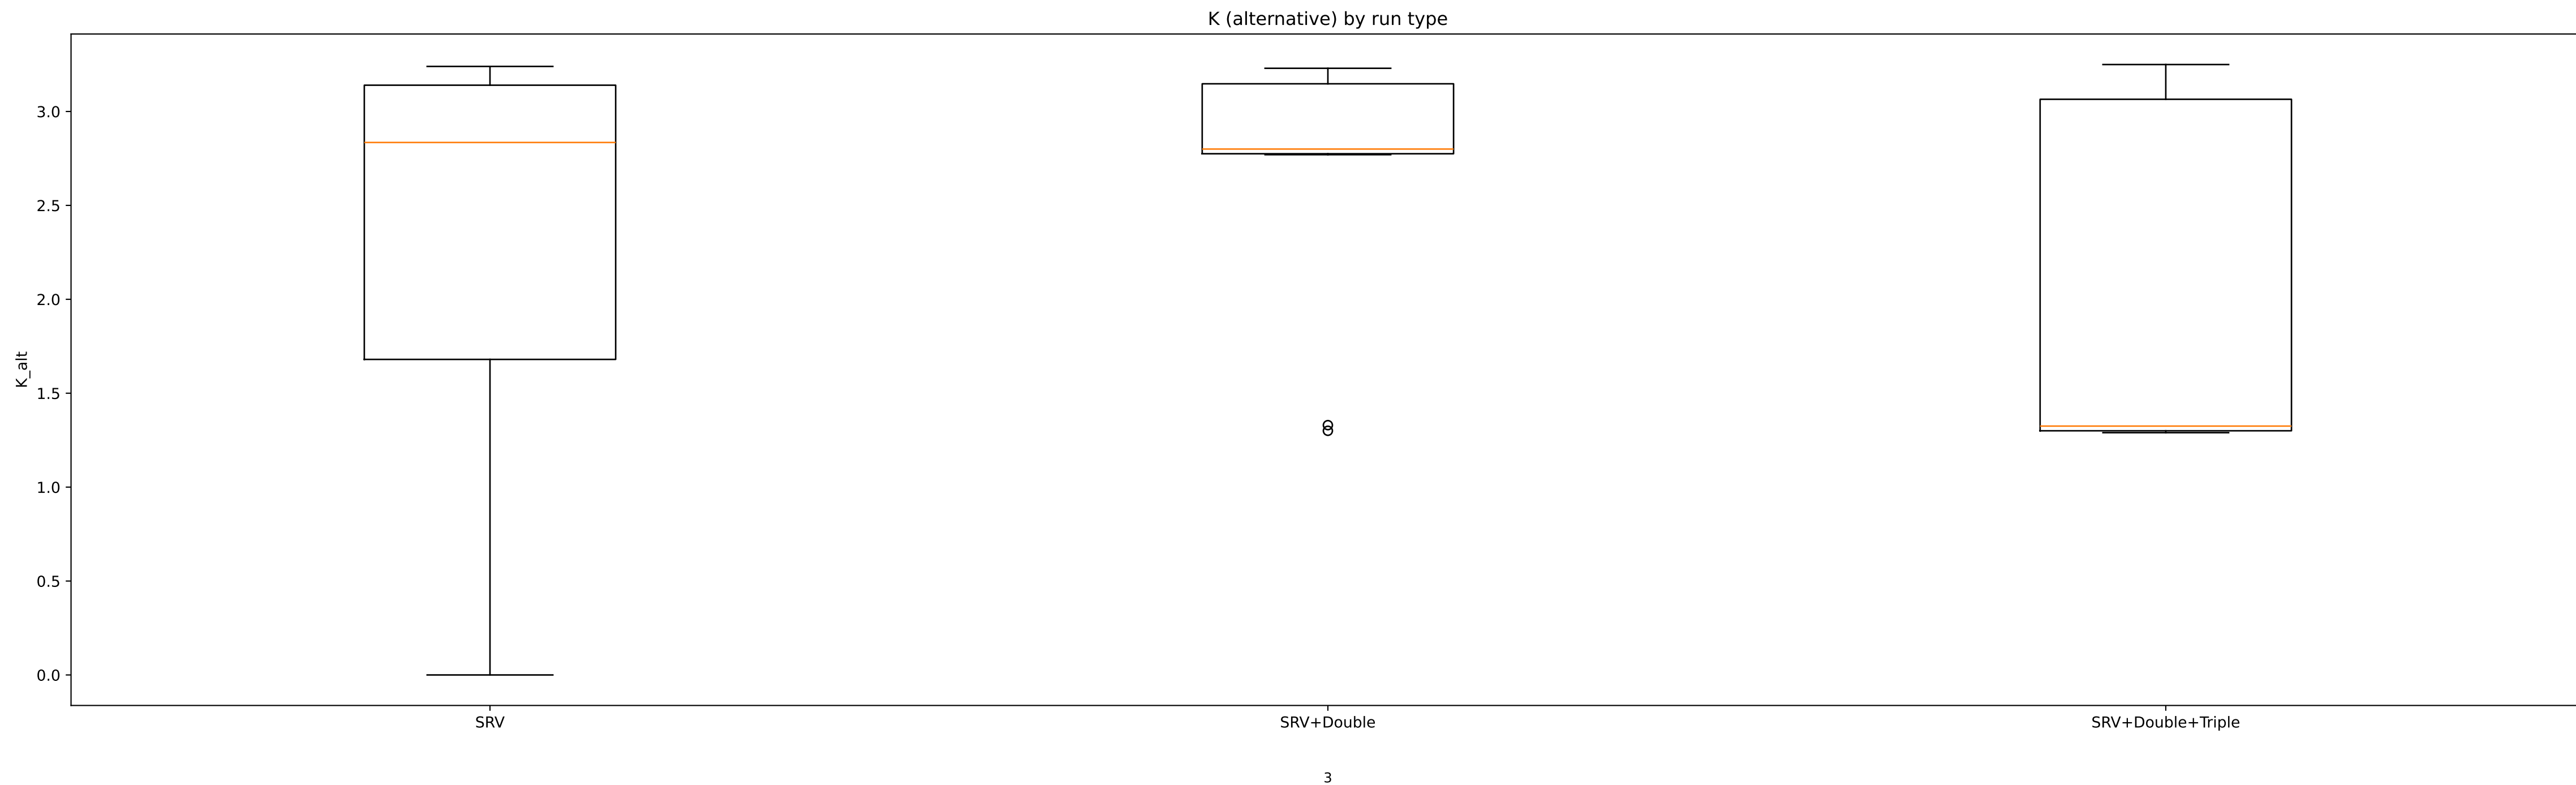 K (alternative) by run type
3.0
2.5
2.0
1.5
1.0
0.5
0.0
K_alt
SRV
SRV+Double
SRV+Double+Triple
3